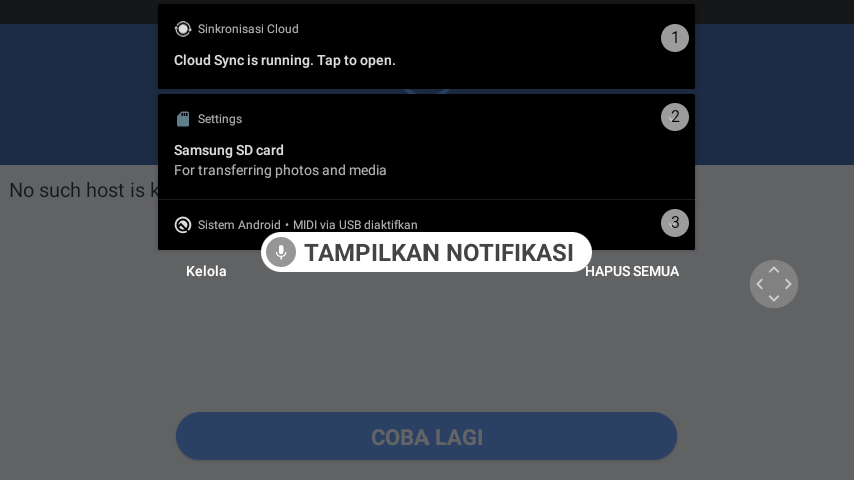 Sinkronisasi Cloud
1
Cloud Sync is running. Tap to open.
Settings
2
Samsung SD card
For transferring photos and media
No such host is k
Sistem Android • MIDI via USB diaktifkan
3
TAMPILKAN NOTIFIKASI
Kelola
HAPUS SEMUA
COBA LAGI